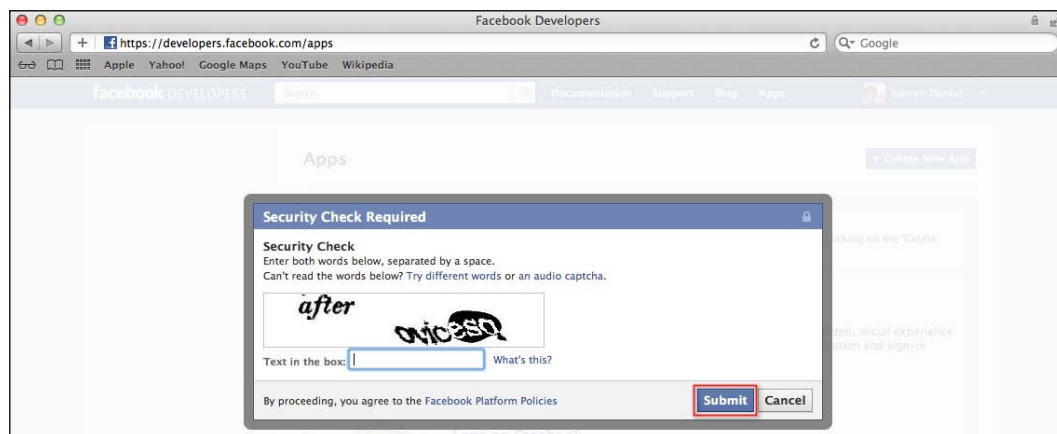 Facebook Developers
https://developers.facebook.com/apps
Google
Apple Yahoo! Google Maps YouTube Wikipedia
facebook DEVELOPERS Search Documentation Support Blog Apps Steven Daniel
Apps + Create New App
Security Check Required
Security Check
Enter both words below, separated by a space.
Can't read the words below? Try different words or an audio captcha.
Text in the box: What's this?
By proceeding, you agree to the Facebook Platform Policies Submit Cancel